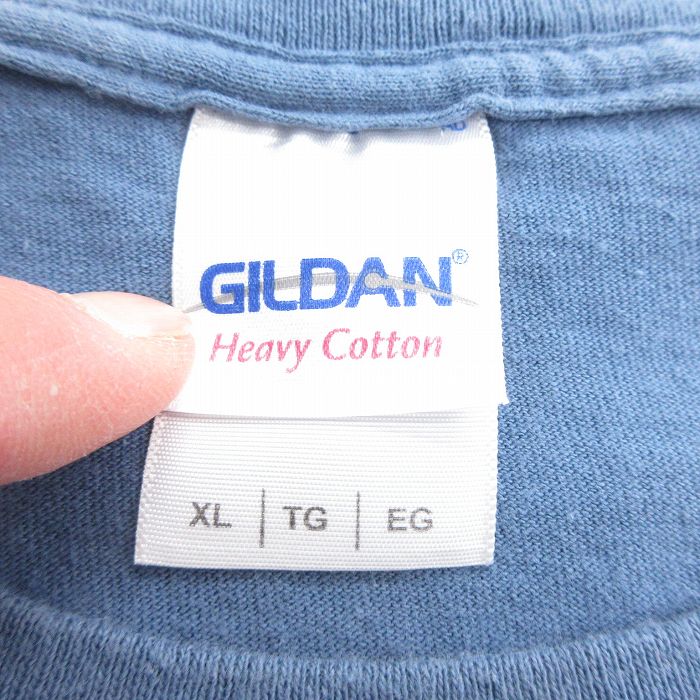 GILDAN®
Heavy Cotton
XL | TG | EG